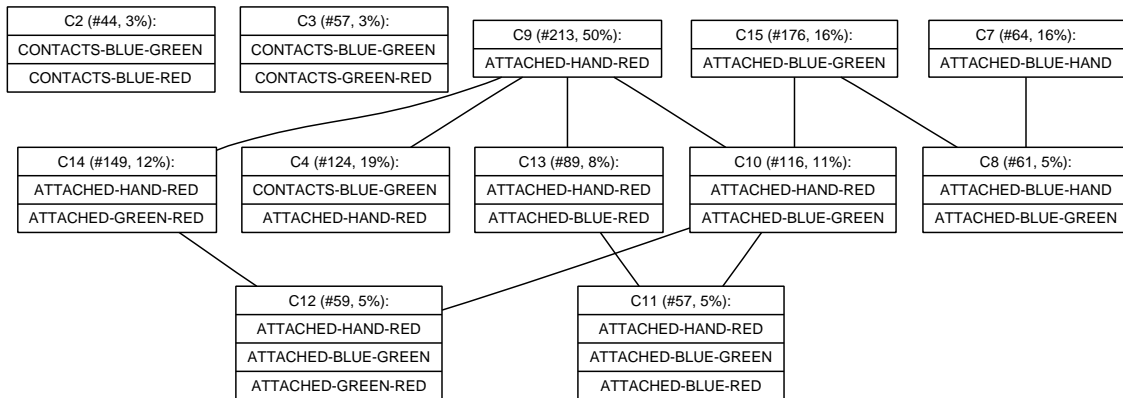 C2 (#44, 3%):
CONTACTS-BLUE-GREEN
CONTACTS-BLUE-RED
C3 (#57, 3%):
CONTACTS-BLUE-GREEN
CONTACTS-GREEN-RED
C9 (#213, 50%):
ATTACHED-HAND-RED
C15 (#176, 16%):
ATTACHED-BLUE-GREEN
C7 (#64, 16%):
ATTACHED-BLUE-HAND
C14 (#149, 12%):
ATTACHED-HAND-RED
ATTACHED-GREEN-RED
C4 (#124, 19%):
CONTACTS-BLUE-GREEN
ATTACHED-HAND-RED
C13 (#89, 8%):
ATTACHED-HAND-RED
ATTACHED-BLUE-RED
C10 (#116, 11%):
ATTACHED-HAND-RED
ATTACHED-BLUE-GREEN
C8 (#61, 5%):
ATTACHED-BLUE-HAND
ATTACHED-BLUE-GREEN
C12 (#59, 5%):
ATTACHED-HAND-RED
ATTACHED-BLUE-GREEN
ATTACHED-GREEN-RED
C11 (#57, 5%):
ATTACHED-HAND-RED
ATTACHED-BLUE-GREEN
ATTACHED-BLUE-RED